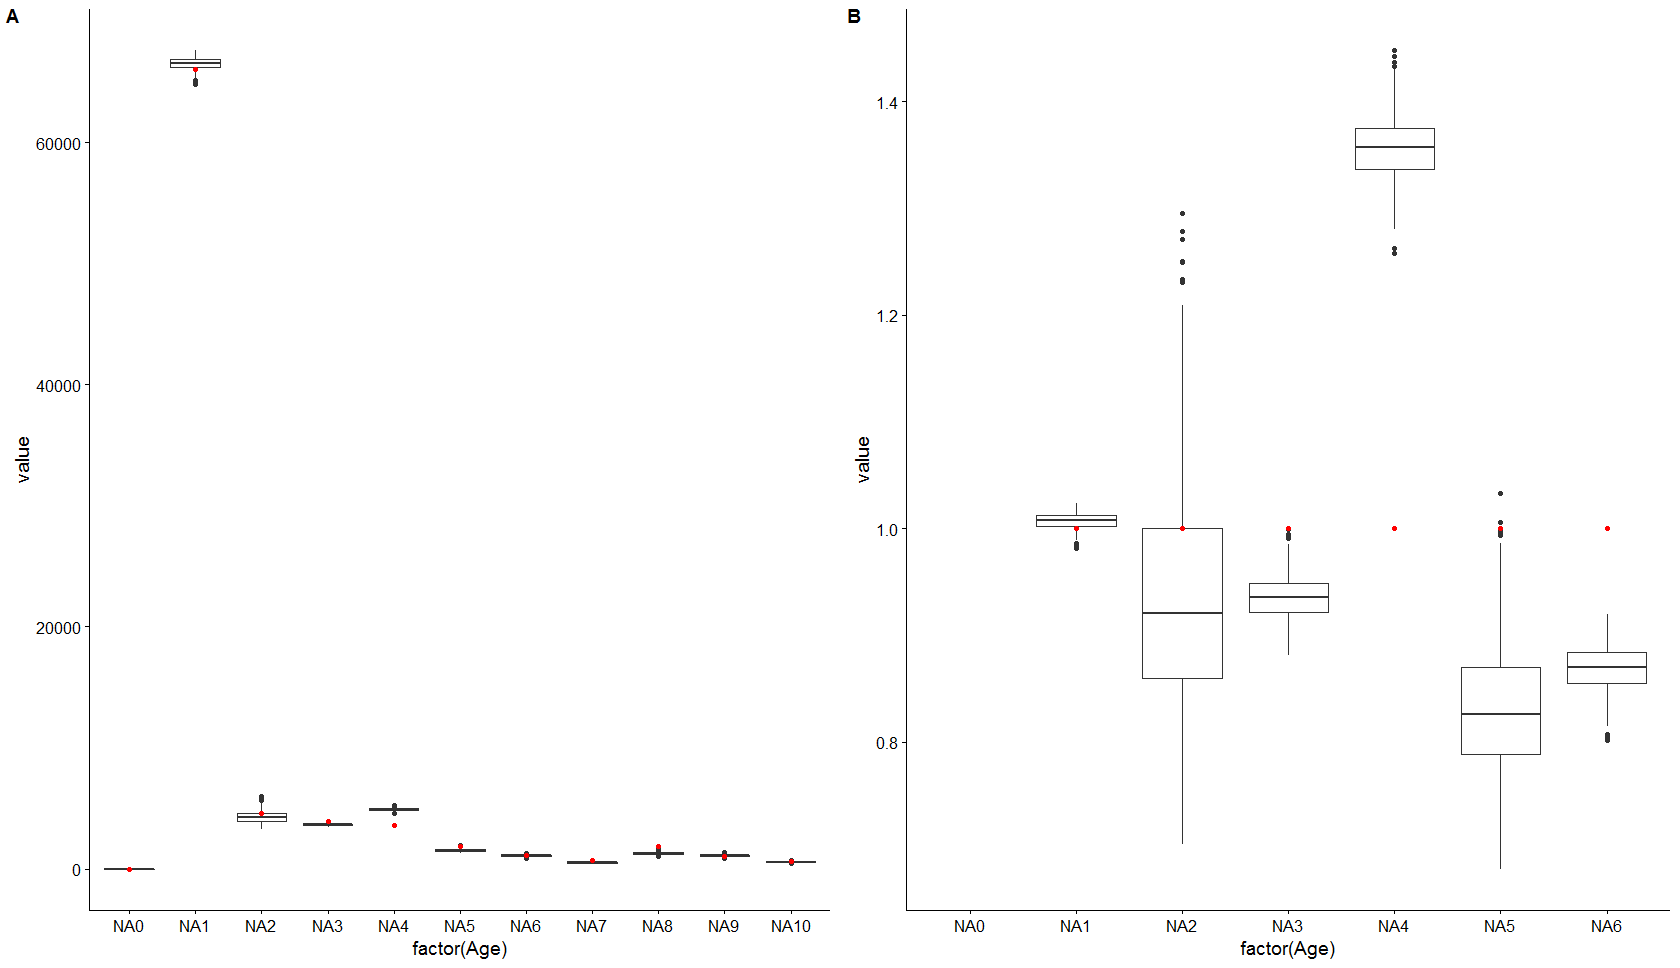 A
value
60000
40000
20000
0
NA0 NA1 NA2 NA3 NA4 NA5 NA6 NA7 NA8 NA9 NA10
factor(Age)
B
value
1.4
1.2
1.0
0.8
NA0 NA1 NA2 NA3 NA4 NA5 NA6
factor(Age)